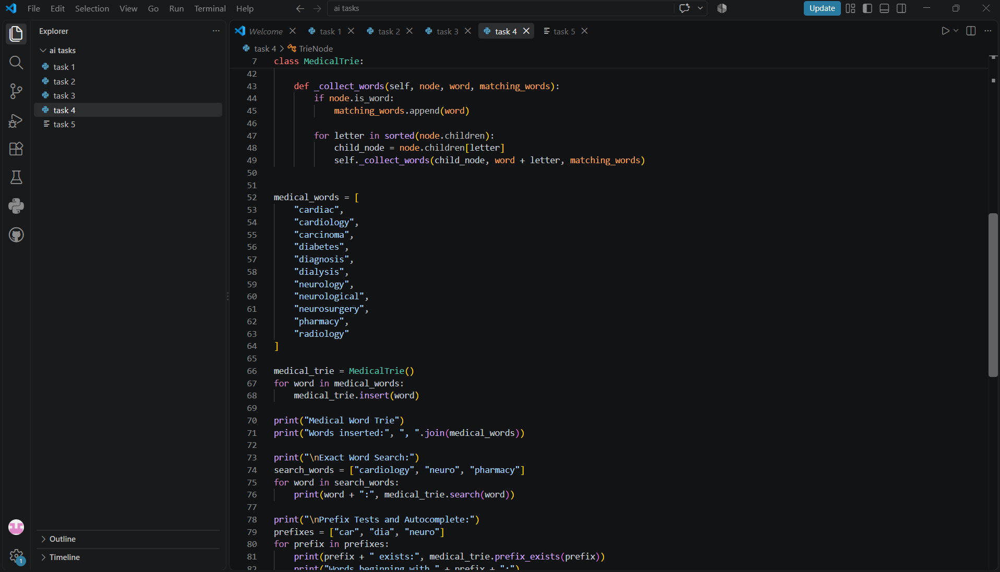 File Edit Selection View Go Run Terminal Help
ai tasks
Update
Explorer
ai tasks
task 1
task 2
task 3
task 4
task 5
Outline
Timeline
1
Welcome
task 1
task 2
task 3
task 4
task 5
task 4 > TrieNode
7 class MedicalTrie:
42
43 def _collect_words(self, node, word, matching_words):
44 if node.is_word:
45 matching_words.append(word)
46
47 for letter in sorted(node.children):
48 child_node = node.children[letter]
49 self._collect_words(child_node, word + letter, matching_words)
50
51
52 medical_words = [
53 "cardiac",
54 "cardiology",
55 "carcinoma",
56 "diabetes",
57 "diagnosis",
58 "dialysis",
59 "neurology",
60 "neurological",
61 "neurosurgery",
62 "pharmacy",
63 "radiology"
64 ]
65
66 medical_trie = MedicalTrie()
67 for word in medical_words:
68 medical_trie.insert(word)
69
70 print("Medical Word Trie")
71 print("Words inserted:", ", ".join(medical_words))
72
73 print("\nExact Word Search:")
74 search_words = ["cardiology", "neuro", "pharmacy"]
75 for word in search_words:
76 print(word + ":", medical_trie.search(word))
77
78 print("\nPrefix Tests and Autocomplete:")
79 prefixes = ["car", "dia", "neuro"]
80 for prefix in prefixes:
81 print(prefix + " exists:", medical_trie.prefix_exists(prefix))
82 print("Words beginning with " + prefix + ":")